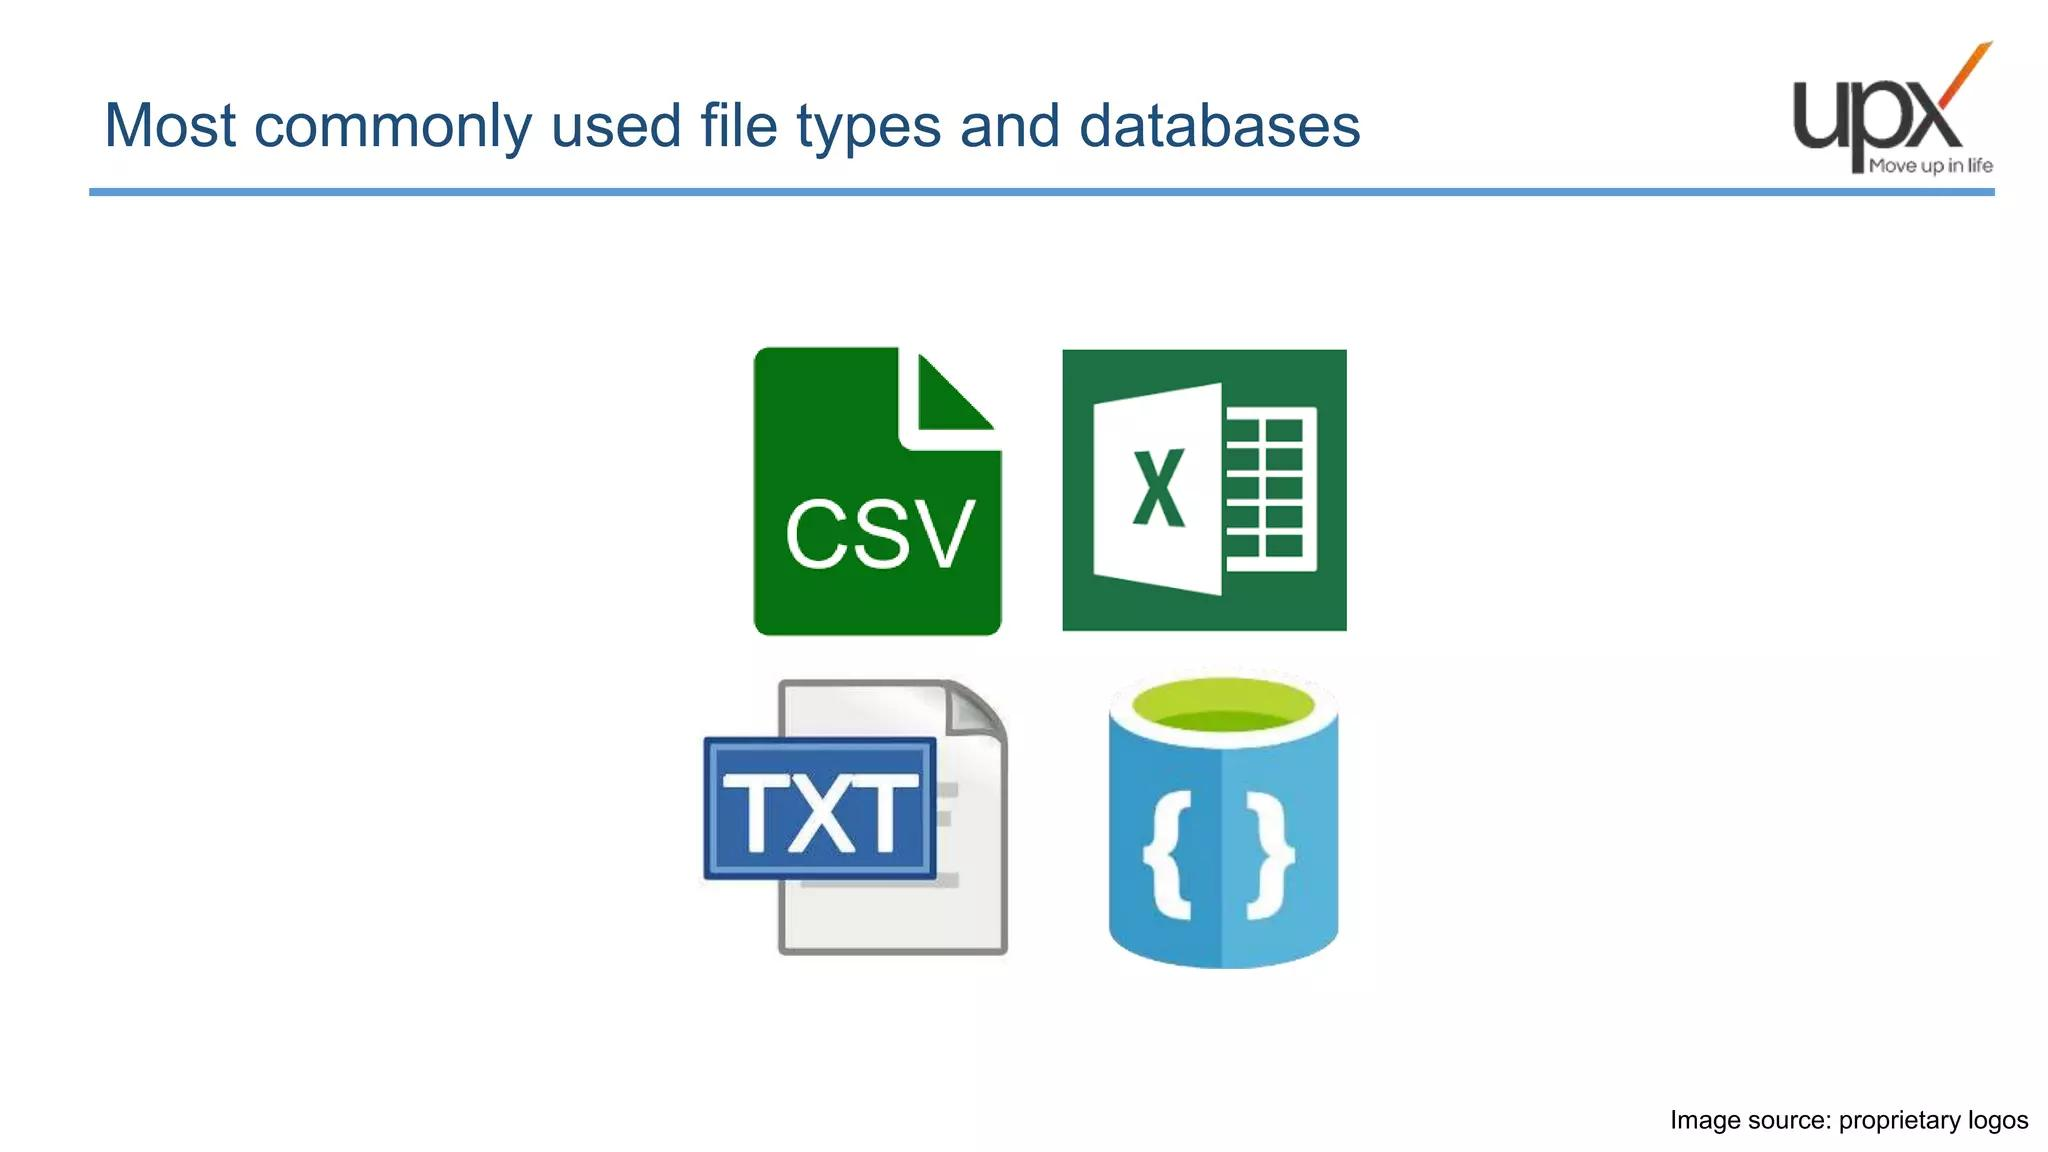 Most commonly used file types and databases
upx
Move up in life
CSV
X
TXT
{ }
Image source: proprietary logos